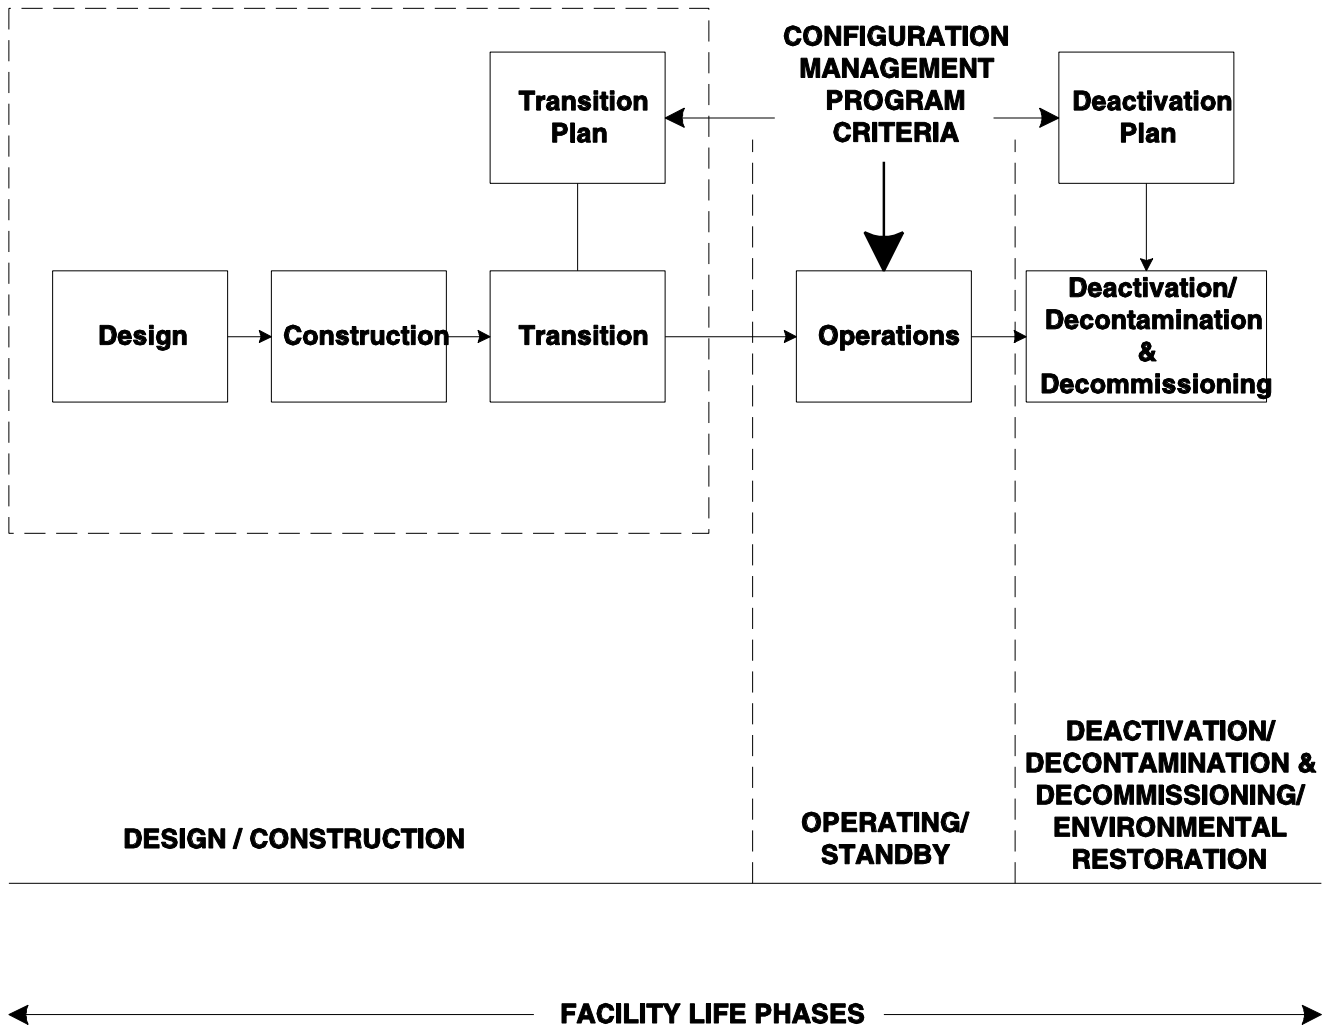 CONFIGURATION
MANAGEMENT
PROGRAM
CRITERIA
Transition
Plan
Deactivation
Plan
Design
Construction
Transition
Operations
Deactivation/
Decontamination
&
Decommissioning
DESIGN / CONSTRUCTION
OPERATING/
STANDBY
DEACTIVATION/
DECONTAMINATION &
DECOMMISSIONING/
ENVIRONMENTAL
RESTORATION
FACILITY LIFE PHASES